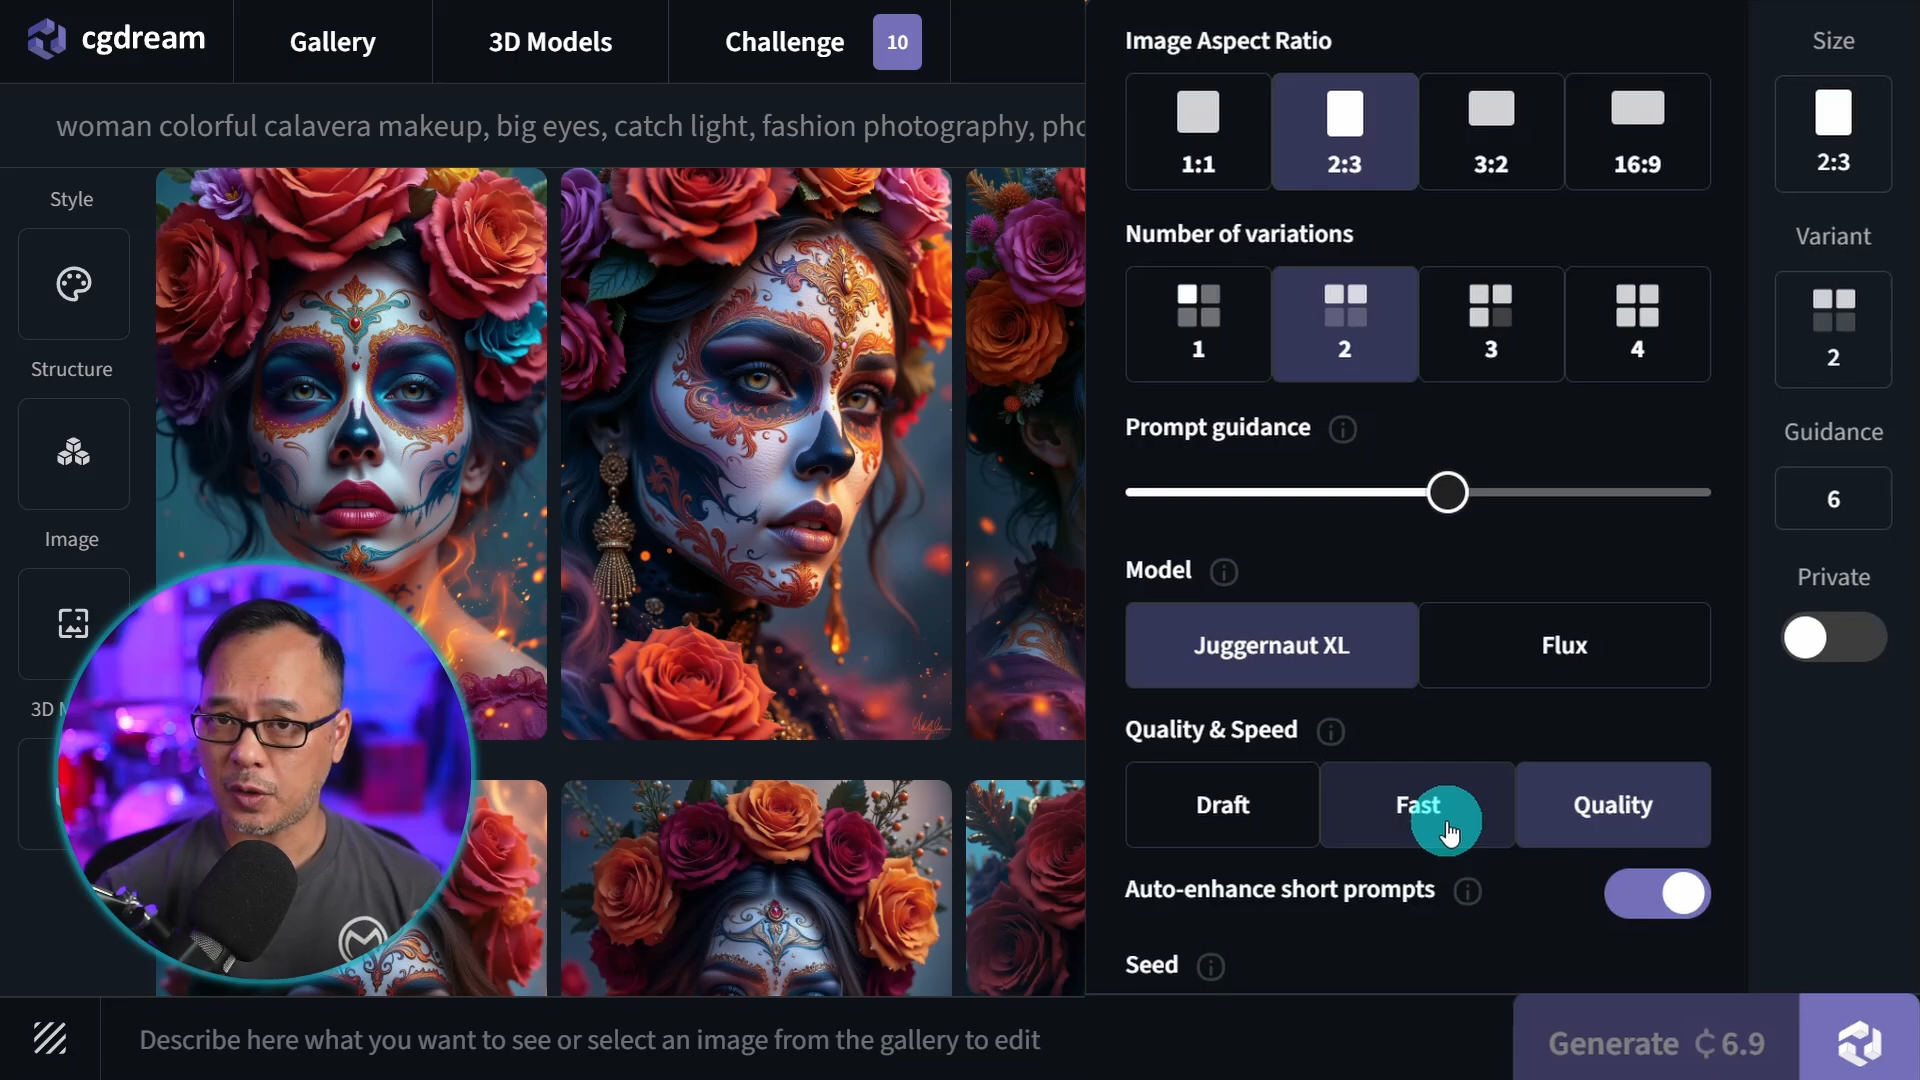 cgdream
Gallery
3D Models
Challenge
10
woman colorful calavera makeup, big eyes, catch light, fashion photography, pho
Style
Structure
Image
3D M
Image Aspect Ratio
1:1
2:3
3:2
16:9
Number of variations
1
2
3
4
Prompt guidance
Model
Juggernaut XL
Flux
Quality & Speed
Draft
Fast
Quality
Auto-enhance short prompts
Seed
Size
2:3
Variant
2
Guidance
6
Private
Describe here what you want to see or select an image from the gallery to edit
Generate ₵ 6.9